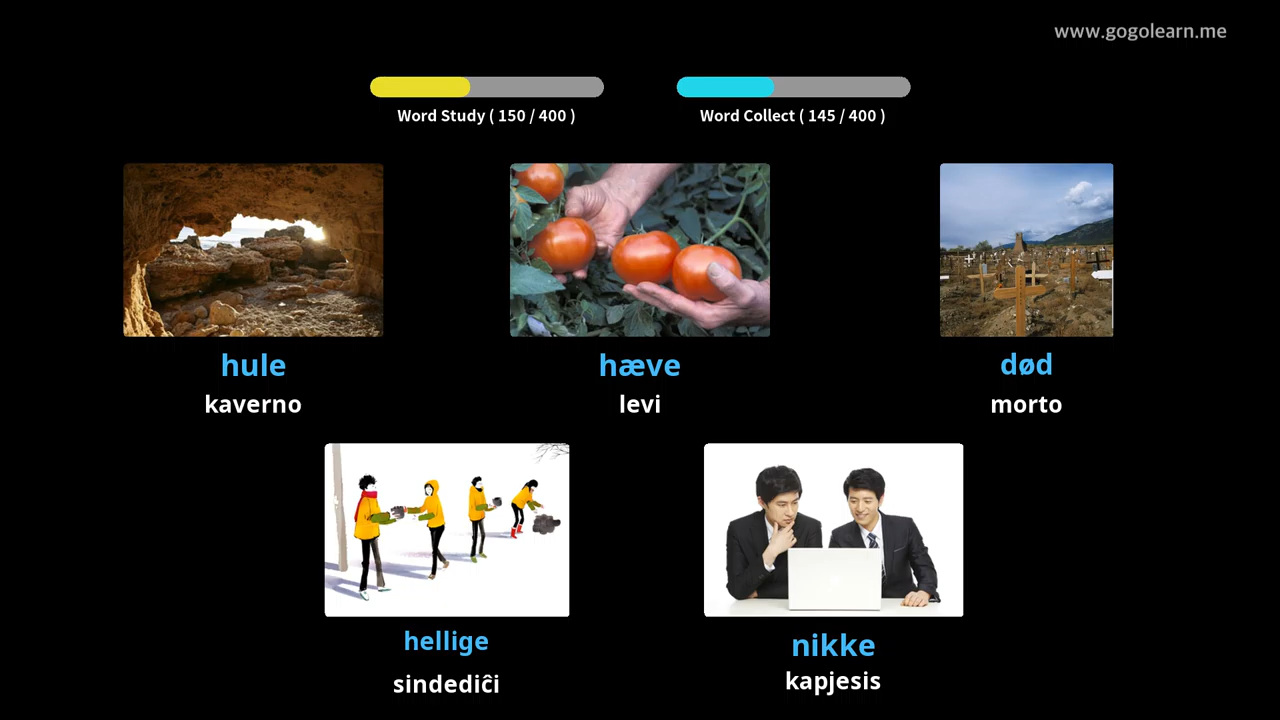 www.gogolearn.me
Word Study ( 150 / 400 )
Word Collect ( 145 / 400 )
hule
kaverno
hæve
levi
død
morto
hellige
sindediĉi
nikke
kapjesis